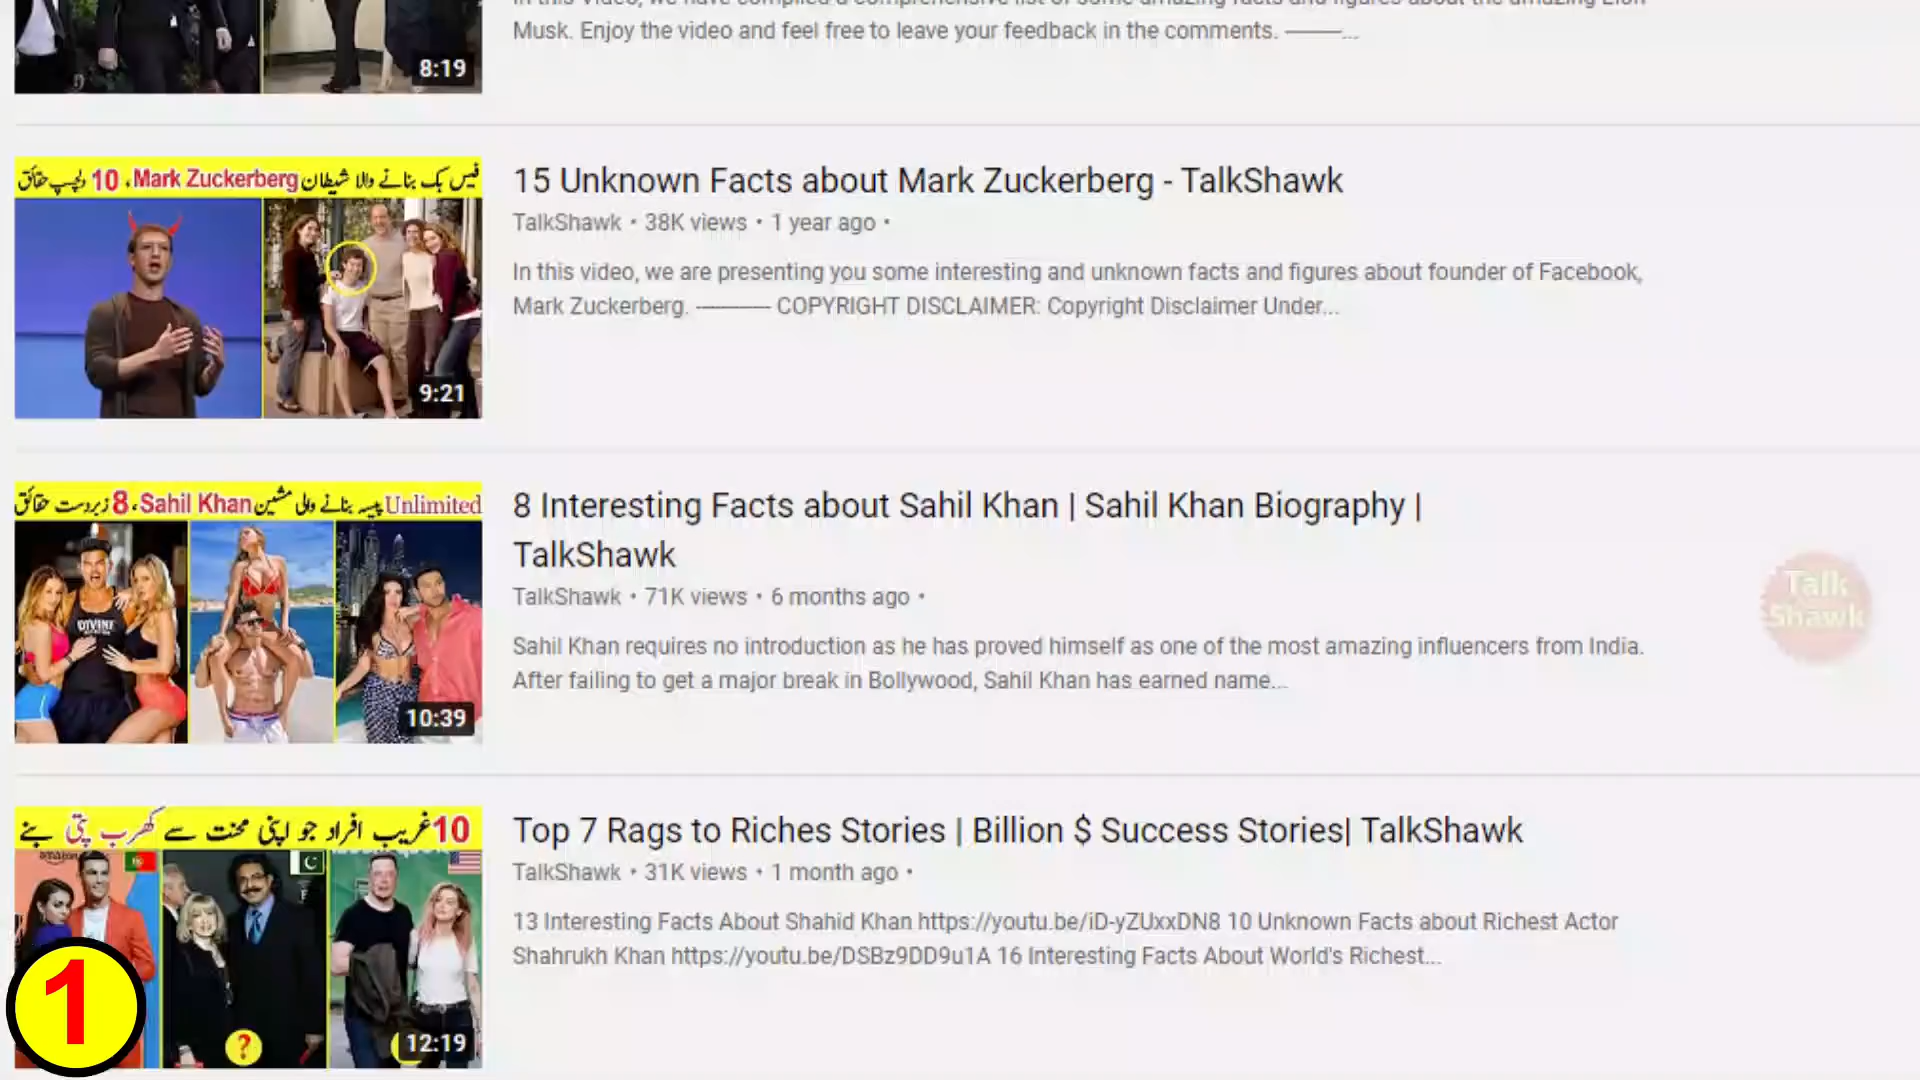 Musk. Enjoy the video and feel free to leave your feedback in the comments. ———...
8:19
فیس بک بنانے والا شیطان Mark Zuckerberg، 10 دلچسپ حقائق
9:21
15 Unknown Facts about Mark Zuckerberg - TalkShawk
TalkShawk • 38K views • 1 year ago •
In this video, we are presenting you some interesting and unknown facts and figures about founder of Facebook,
Mark Zuckerberg. ———— COPYRIGHT DISCLAIMER: Copyright Disclaimer Under...
Unlimited پیسہ بنانے والی مشین Sahil Khan، 8 زبردست حقائق
DIVINE
10:39
8 Interesting Facts about Sahil Khan | Sahil Khan Biography |
TalkShawk
TalkShawk • 71K views • 6 months ago •
Sahil Khan requires no introduction as he has proved himself as one of the most amazing influencers from India.
After failing to get a major break in Bollywood, Sahil Khan has earned name...
Talk
Shawk
10 غریب افراد جو اپنی محنت سے کھرب پتی بنے
amazon
?
12:19
Top 7 Rags to Riches Stories | Billion $ Success Stories| TalkShawk
TalkShawk • 31K views • 1 month ago •
13 Interesting Facts About Shahid Khan https://youtu.be/iD-yZUxxDN8 10 Unknown Facts about Richest Actor
Shahrukh Khan https://youtu.be/DSBz9DD9u1A 16 Interesting Facts About World's Richest...
1